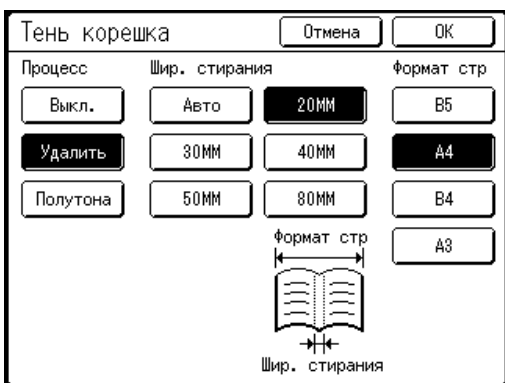 Тень корешка Отмена OK
Процесс Шир. стирания Формат стр
Выкл. Авто 20MM B5
Удалить 30MM 40MM A4
Полутона 50MM 80MM B4
Формат стр A3
Шир. стирания